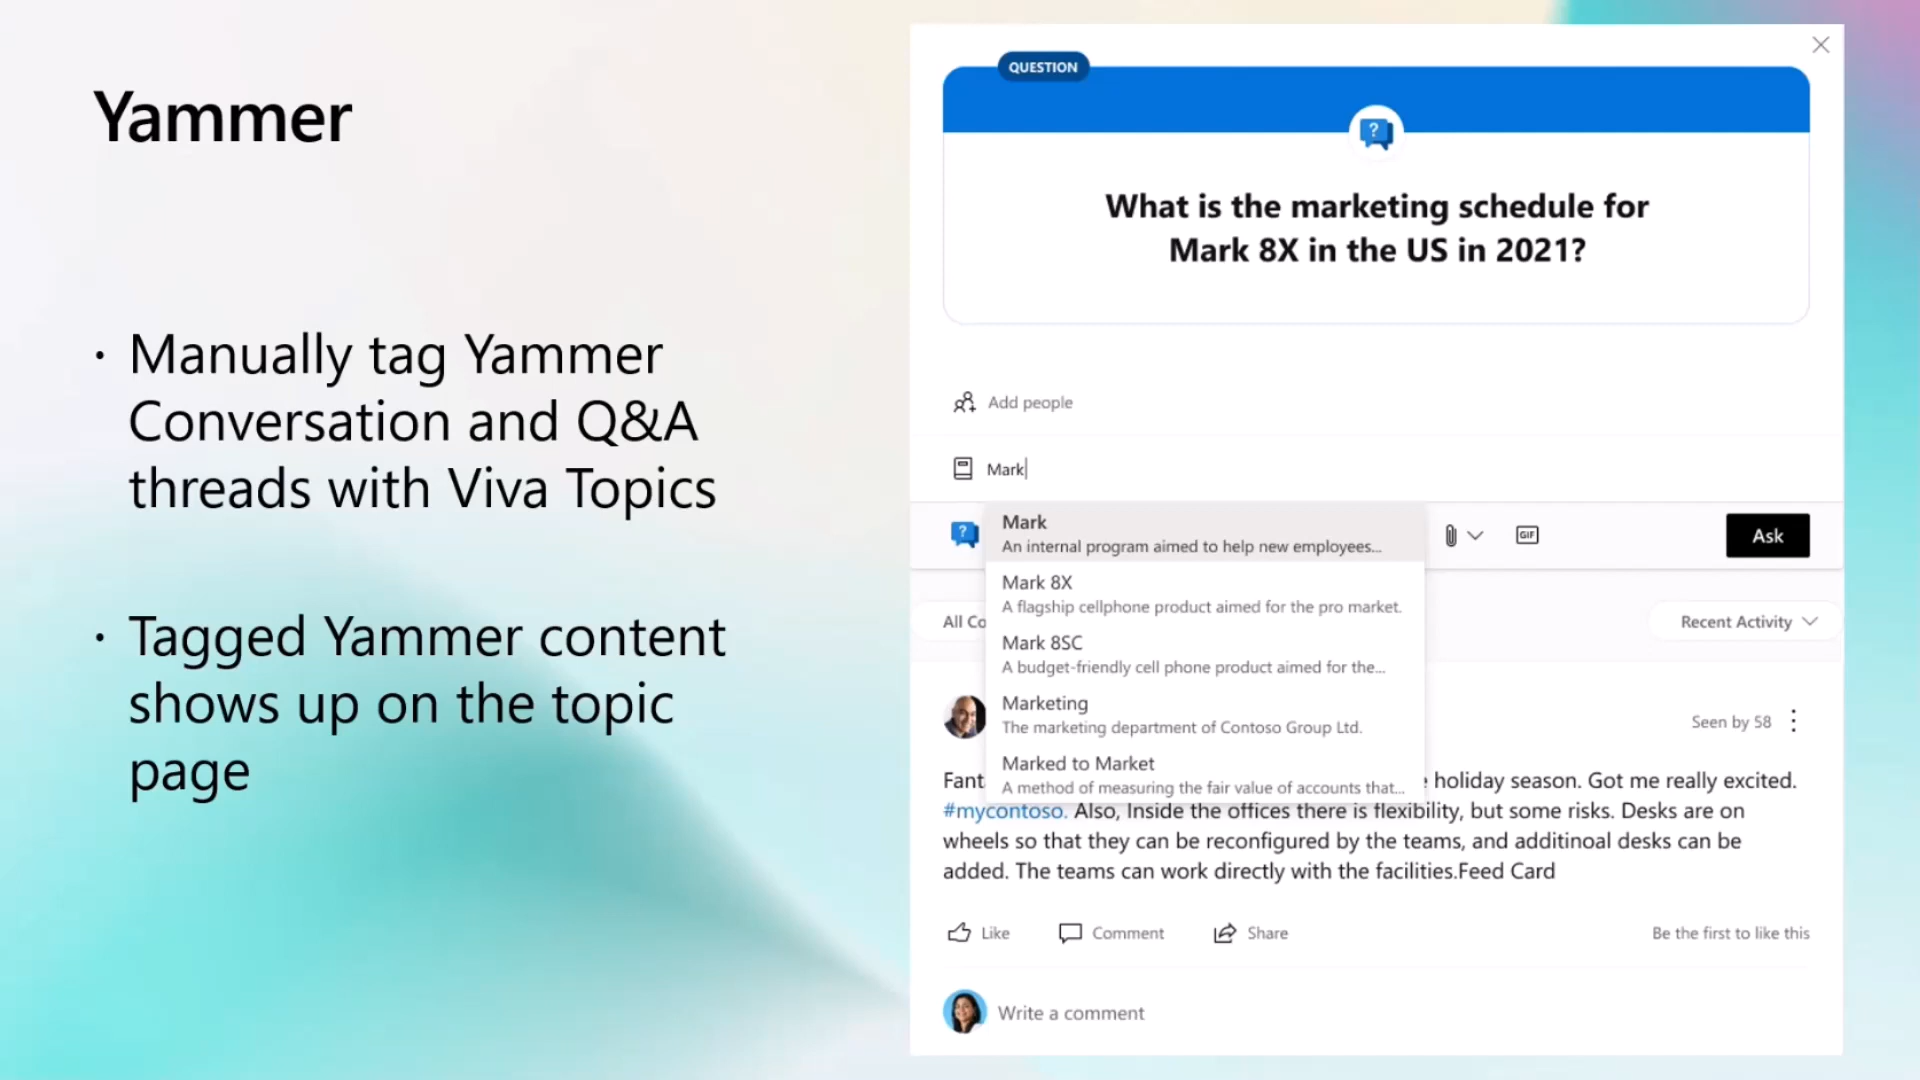 Yammer
• Manually tag Yammer
Conversation and Q&A
threads with Viva Topics
• Tagged Yammer content
shows up on the topic
page
QUESTION
?
What is the marketing schedule for
Mark 8X in the US in 2021?
Add people
Mark
?
Mark
An internal program aimed to help new employees...
GIF
Ask
Mark 8X
A flagship cellphone product aimed for the pro market.
All Co
Recent Activity
Mark 8SC
A budget-friendly cell phone product aimed for the...
Marketing
The marketing department of Contoso Group Ltd.
Seen by 58
Marked to Market
A method of measuring the fair value of accounts that...
Fant
holiday season. Got me really excited.
#mycontoso. Also, Inside the offices there is flexibility, but some risks. Desks are on
wheels so that they can be reconfigured by the teams, and additinoal desks can be
added. The teams can work directly with the facilities.Feed Card
Like
Comment
Share
Be the first to like this
Write a comment